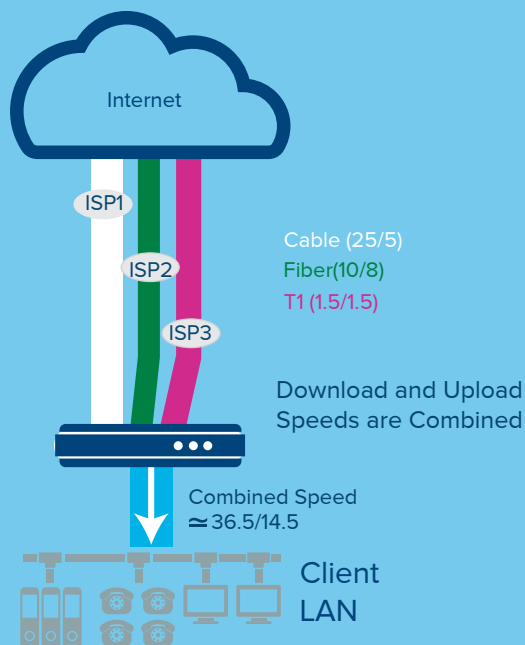 Internet
ISP1
ISP2
ISP3
Cable (25/5)
Fiber(10/8)
T1 (1.5/1.5)
Download and Upload
Speeds are Combined
Combined Speed
≃36.5/14.5
Client
LAN